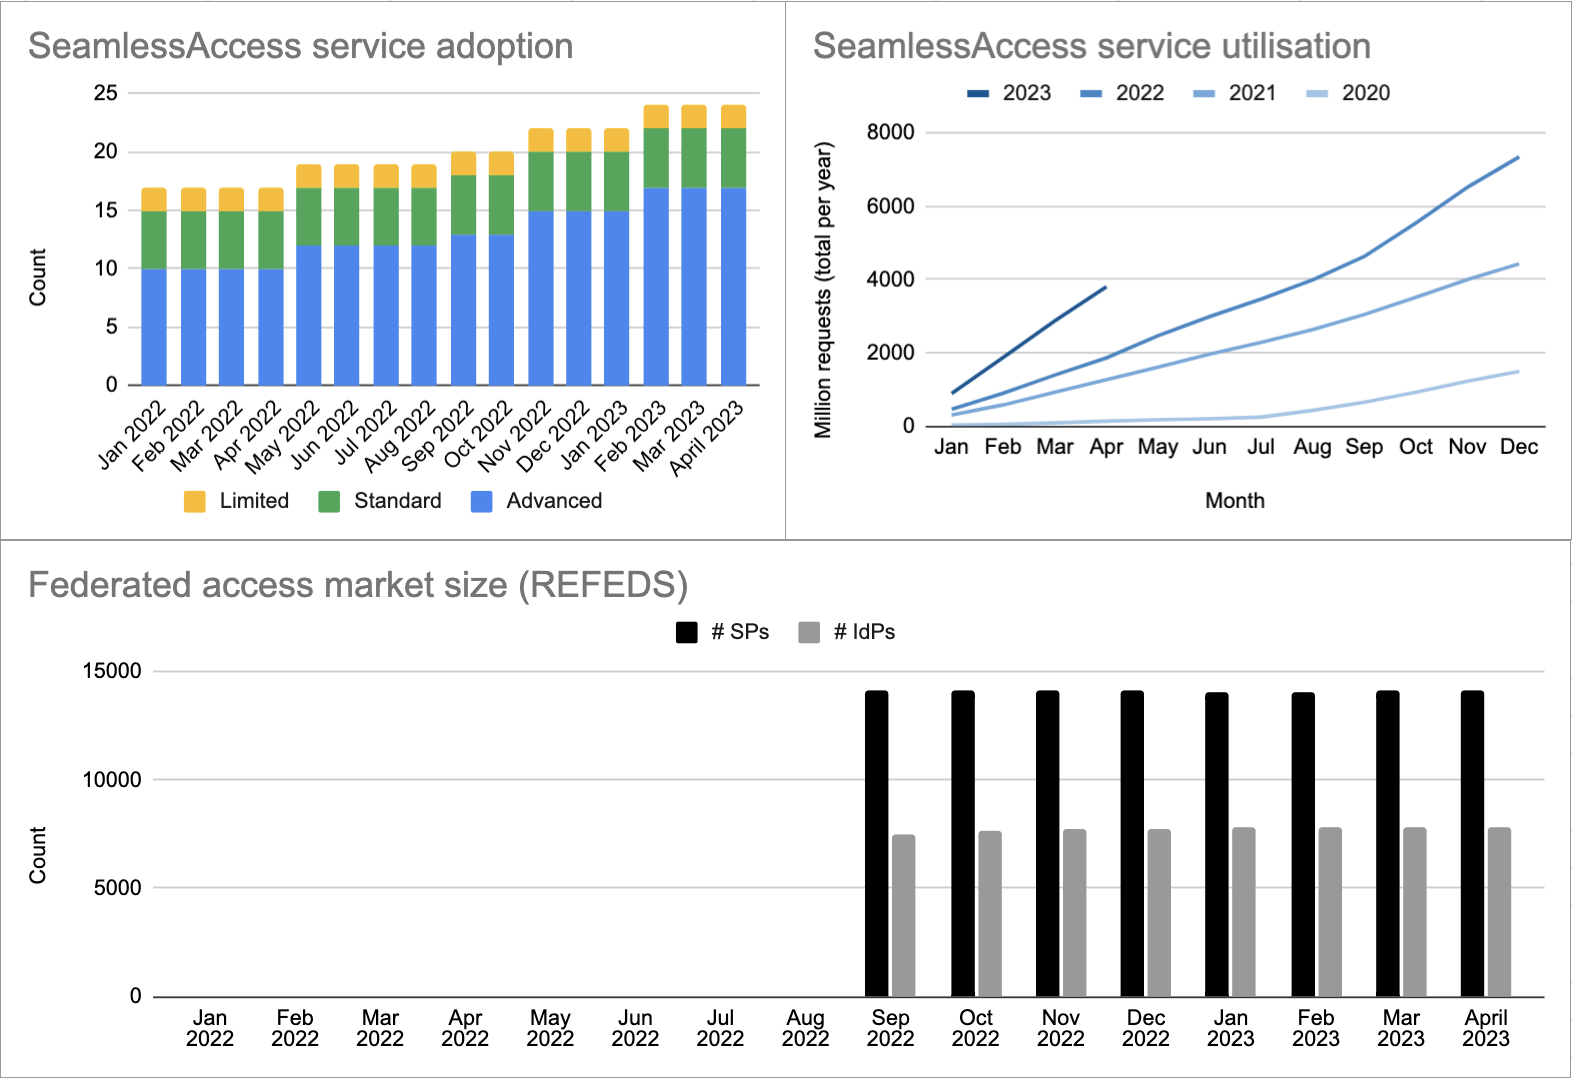 SeamlessAccess service adoption
25
20
15
10
5
0
Count
Jan 2022
Feb 2022
Mar 2022
Apr 2022
May 2022
Jun 2022
Jul 2022
Aug 2022
Sep 2022
Oct 2022
Nov 2022
Dec 2022
Jan 2023
Feb 2023
Mar 2023
April 2023
Limited Standard Advanced
SeamlessAccess service utilisation
2023 2022 2021 2020
Million requests (total per year)
8000
6000
4000
2000
0
Jan Feb Mar Apr May Jun Jul Aug Sep Oct Nov Dec
Month
Federated access market size (REFEDS)
# SPs # IdPs
15000
10000
5000
0
Count
Jan Feb Mar Apr May Jun Jul Aug Sep Oct Nov Dec Jan Feb Mar April
2022 2022 2022 2022 2022 2022 2022 2022 2022 2022 2022 2022 2023 2023 2023 2023